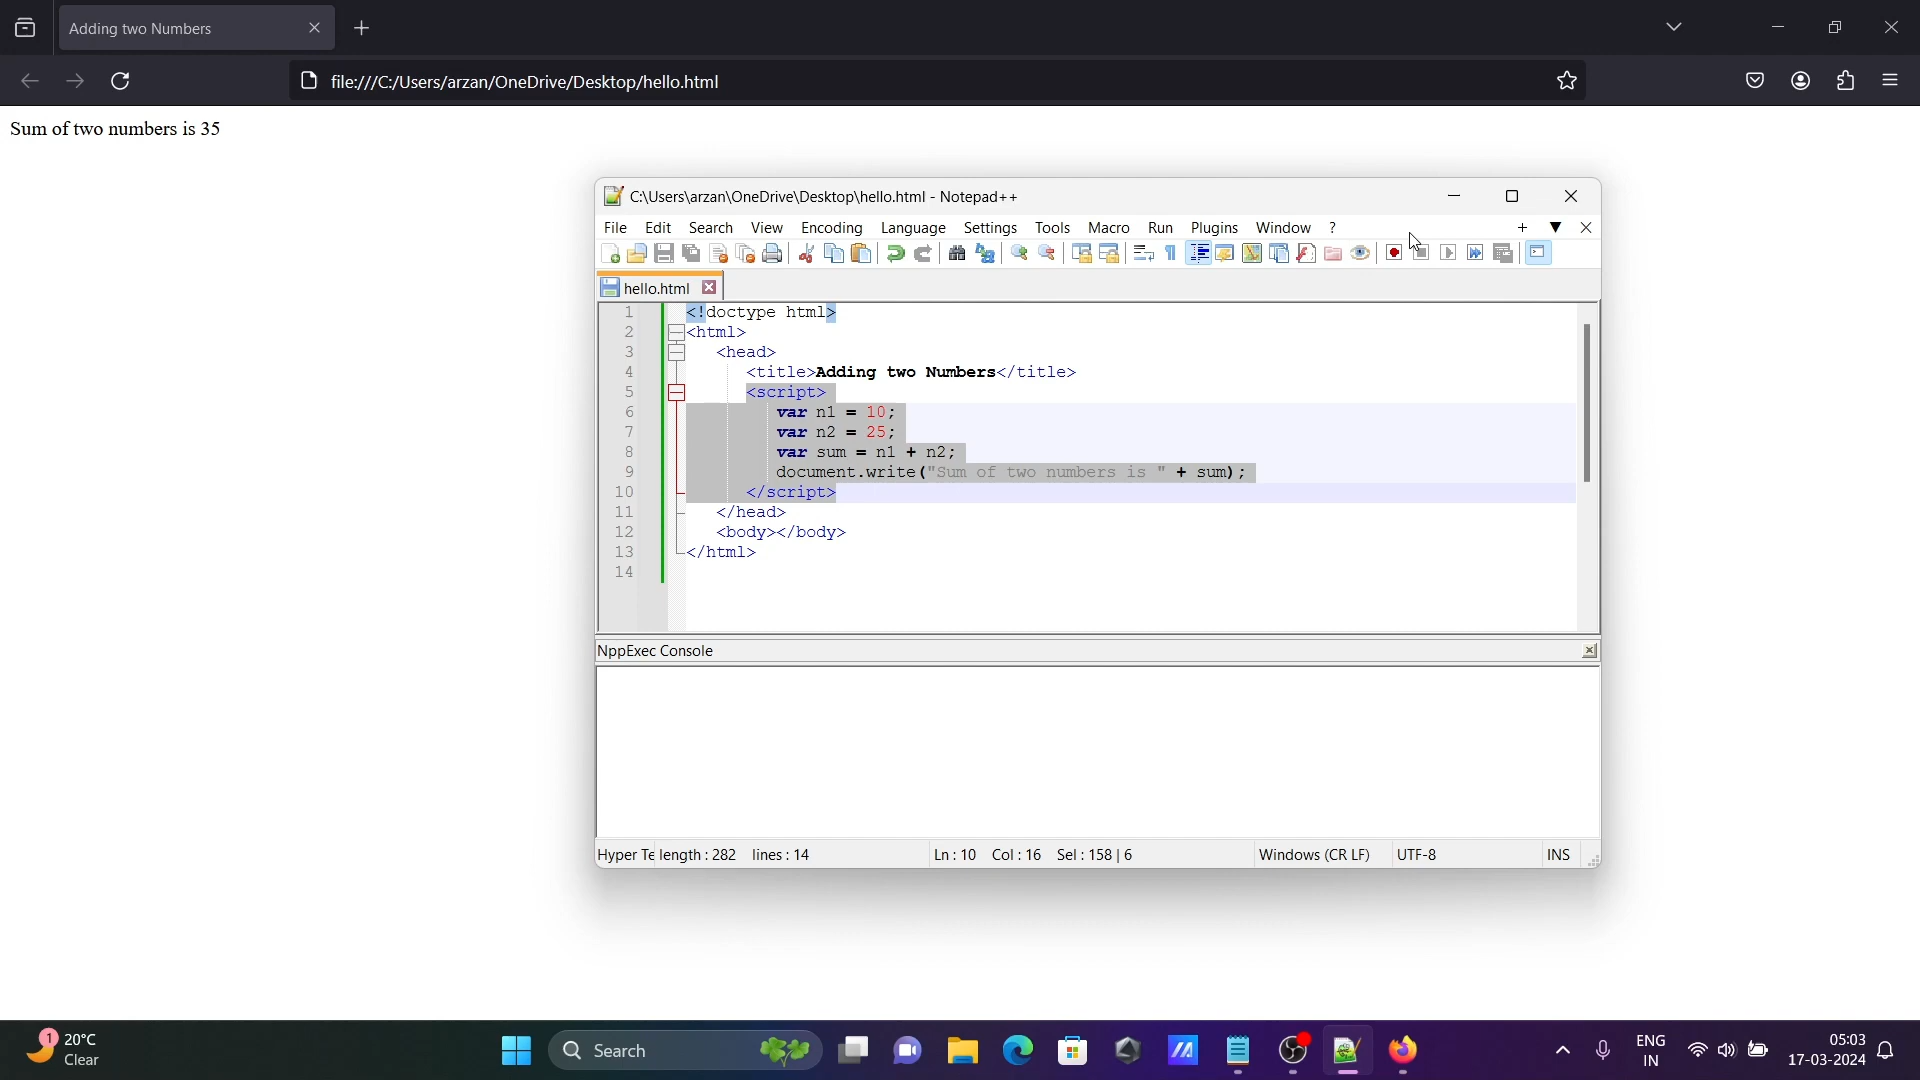 Adding two Numbers
file:///C:/Users/arzan/OneDrive/Desktop/hello.html
Sum of two numbers is 35
C:\Users\arzan\OneDrive\Desktop\hello.html - Notepad++
File Edit Search View Encoding Language Settings Tools Macro Run Plugins Window ?
hello.html
1 <!doctype html>
2 <html>
3 <head>
4 <title>Adding two Numbers</title>
5 <script>
6 var n1 = 10;
7 var n2 = 25;
8 var sum = n1 + n2;
9 document.write("Sum of two numbers is " + sum);
10 </script>
11 </head>
12 <body></body>
13 </html>
14
NppExec Console
Hyper Te length : 282 lines : 14 Ln : 10 Col : 16 Sel : 158 | 6 Windows (CR LF) UTF-8 INS
1 20°C
Clear
Search
ENG
IN
05:03
17-03-2024